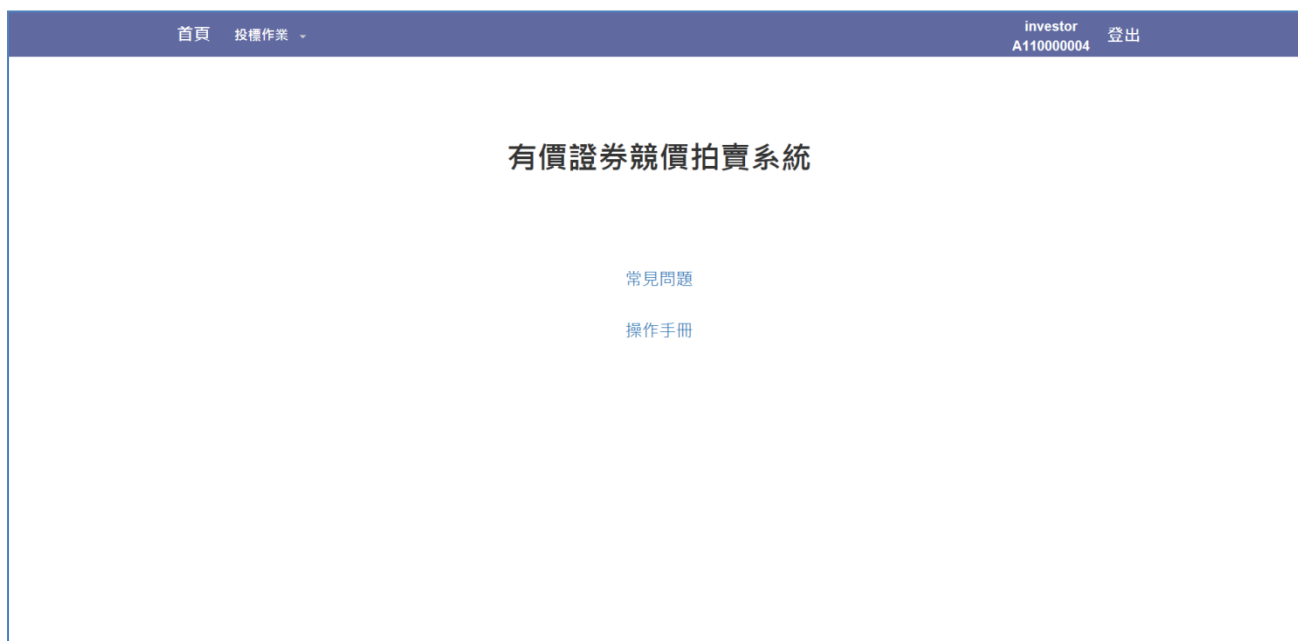 首頁 投標作業 investor 登出
A110000004
有價證券競價拍賣系統
常見問題
操作手冊